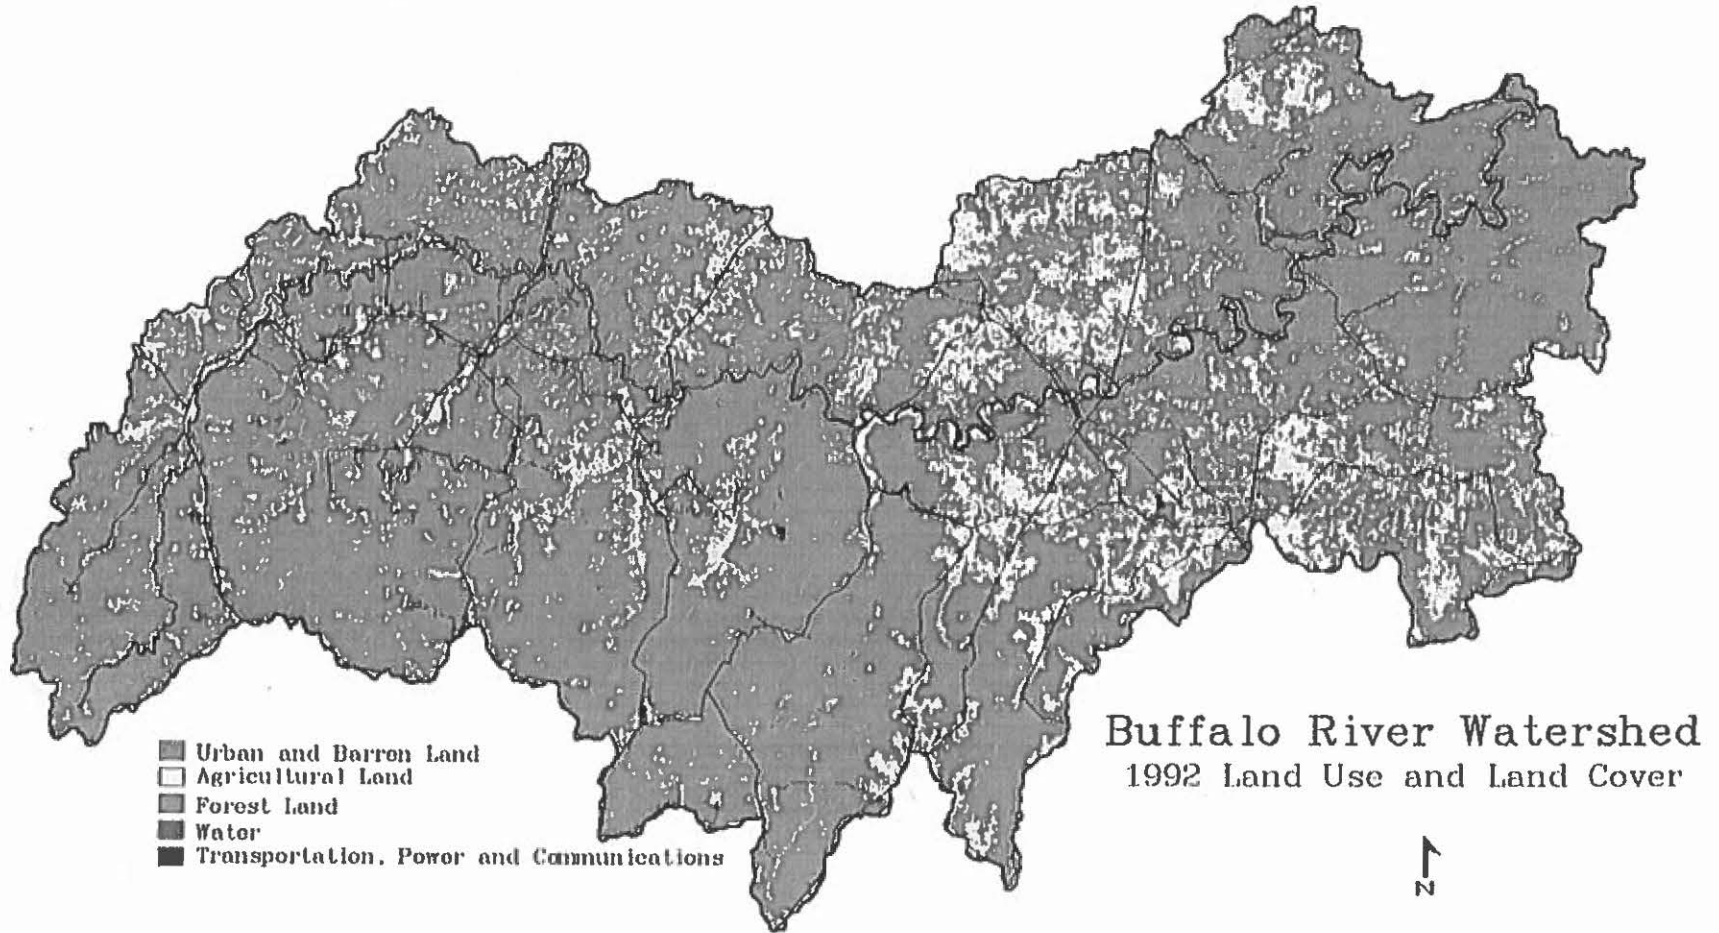 Buffalo River Watershed
1992 Land Use and Land Cover
Urban and Barron Land
Agricultural Land
Forest Land
Water
Transportation, Power and Communications
N